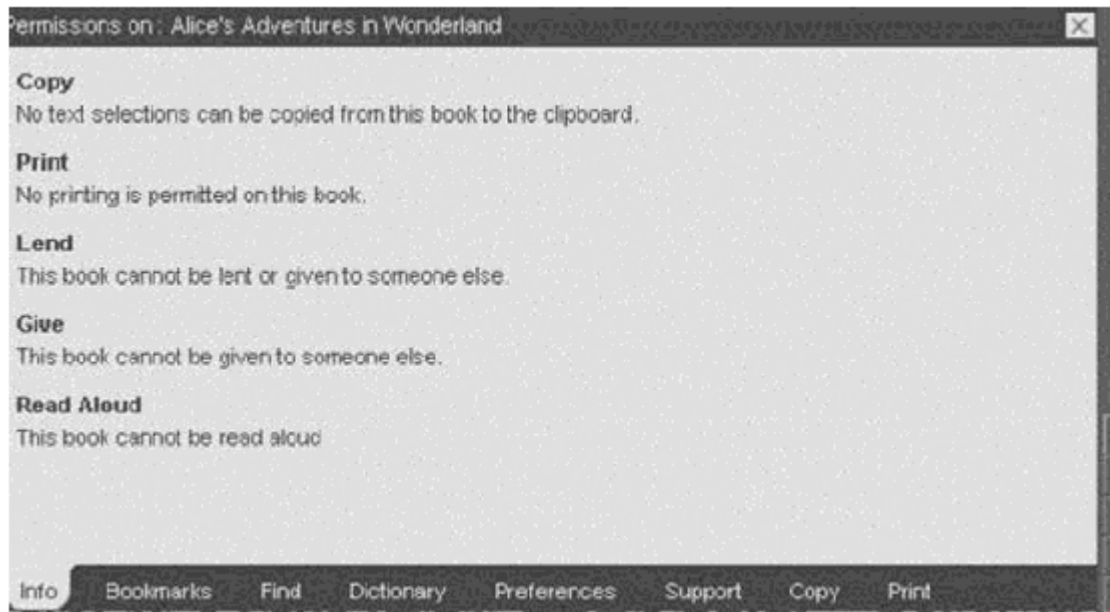 Permissions on : Alice's Adventures in Wonderland
Copy
No text selections can be copied from this book to the clipboard.
Print
No printing is permitted on this book.
Lend
This book cannot be lent or given to someone else.
Give
This book cannot be given to someone else.
Read Aloud
This book cannot be read aloud
Info Bookmarks Find Dictionary Preferences Support Copy Print